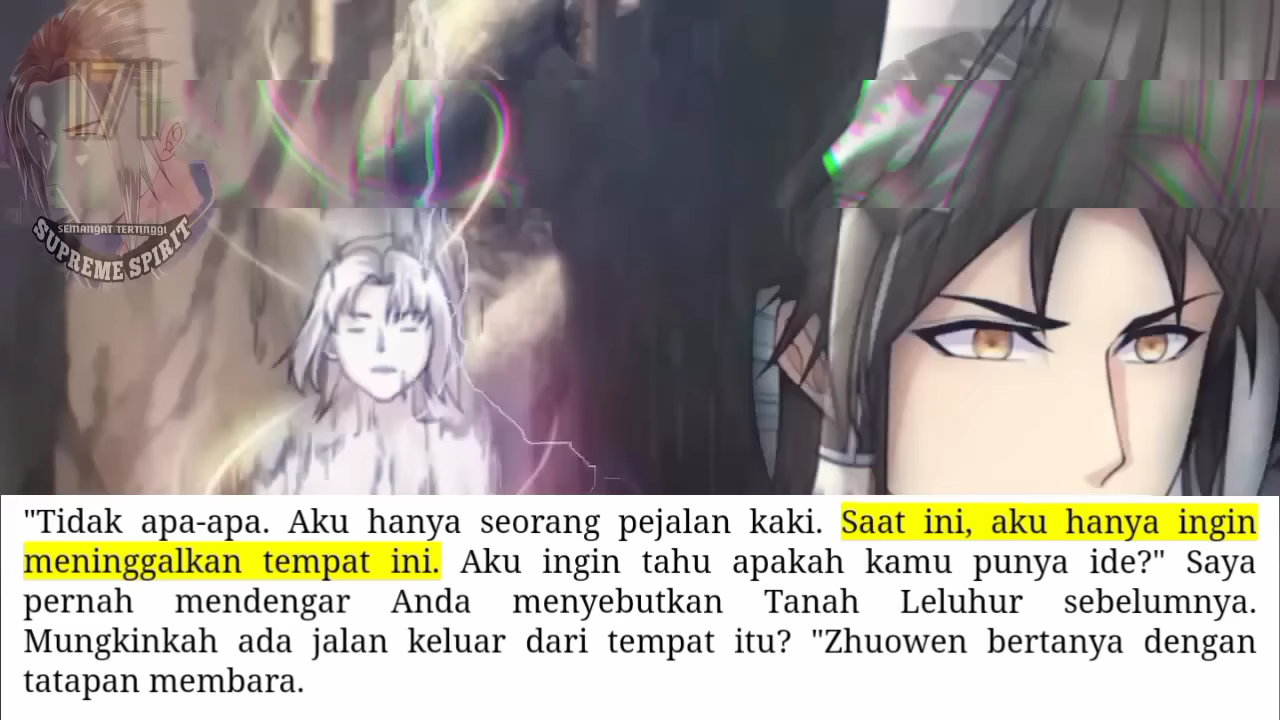 171
SEMANGAT TERTINGGI
SUPREME SPIRIT
"Tidak apa-apa. Aku hanya seorang pejalan kaki. Saat ini, aku hanya ingin
meninggalkan tempat ini. Aku ingin tahu apakah kamu punya ide?" Saya
pernah mendengar Anda menyebutkan Tanah Leluhur sebelumnya.
Mungkinkah ada jalan keluar dari tempat itu? "Zhuowen bertanya dengan
tatapan membara.